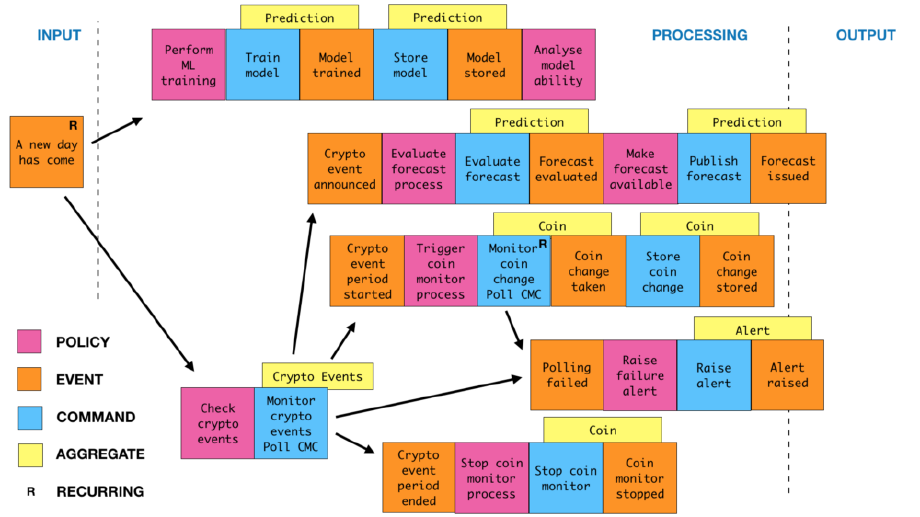 INPUT
PROCESSING
OUTPUT
Prediction
Prediction
Perform
ML
training
Train
model
Model
trained
Store
model
Model
stored
Analyse
model
ability
R
A new day
has come
Prediction
Prediction
Crypto
event
announced
Evaluate
forecast
process
Evaluate
forecast
Forecast
evaluated
Make
forecast
available
Publish
forecast
Forecast
issued
Coin
Coin
Crypto
event
period
started
Trigger
coin
monitor
process
R
Monitor
coin
change
Poll CMC
Coin
change
taken
Store
coin
change
Coin
change
stored
Alert
Polling
failed
Raise
failure
alert
Raise
alert
Alert
raised
Crypto Events
Check
crypto
events
Monitor
crypto
events
Poll CMC
Coin
Crypto
event
period
ended
Stop coin
monitor
process
Stop coin
monitor
Coin
monitor
stopped
POLICY
EVENT
COMMAND
AGGREGATE
R RECURRING